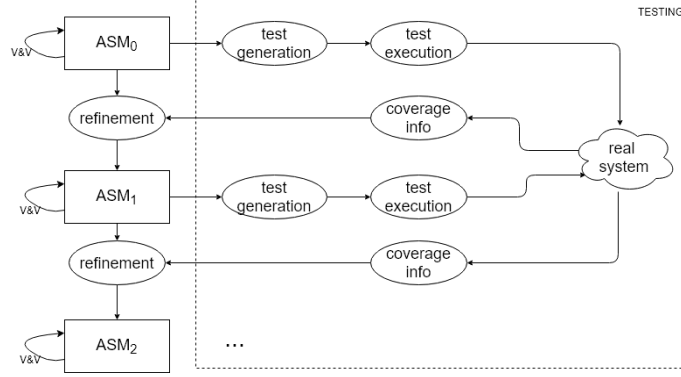 TESTING
V&V
ASM₀
test
generation
test
execution
refinement
coverage
info
real
system
V&V
ASM₁
test
generation
test
execution
refinement
coverage
info
V&V
ASM₂
...